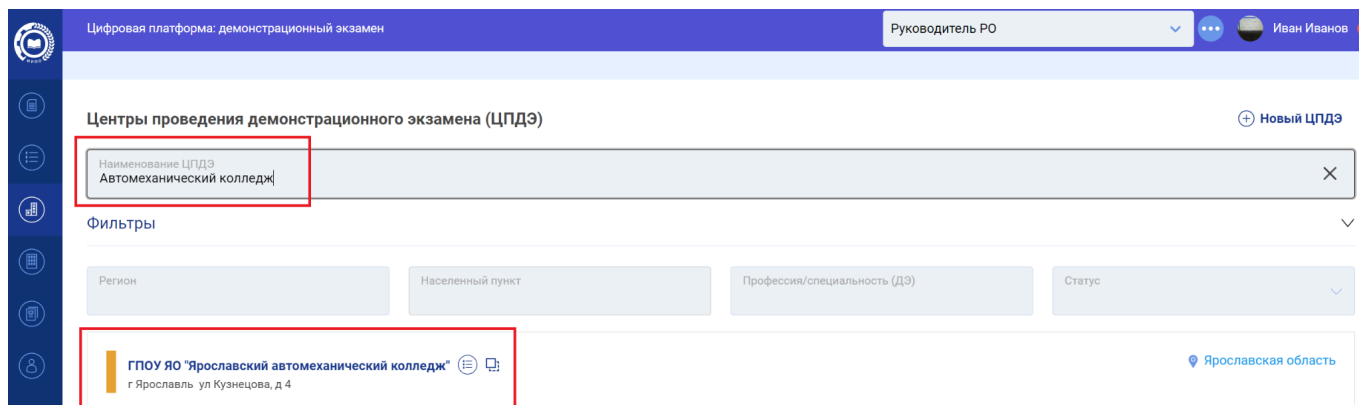 Цифровая платформа: демонстрационный экзамен
Руководитель РО
Иван Иванов
Центры проведения демонстрационного экзамена (ЦПДЭ)
Новый ЦПДЭ
Наименование ЦПДЭ
Автомеханический колледж
Фильтры
Регион
Населенный пункт
Профессия/специальность (ДЭ)
Статус
ГПОУ ЯО "Ярославский автомеханический колледж"
Ярославская область
г Ярославль ул Кузнецова, д 4